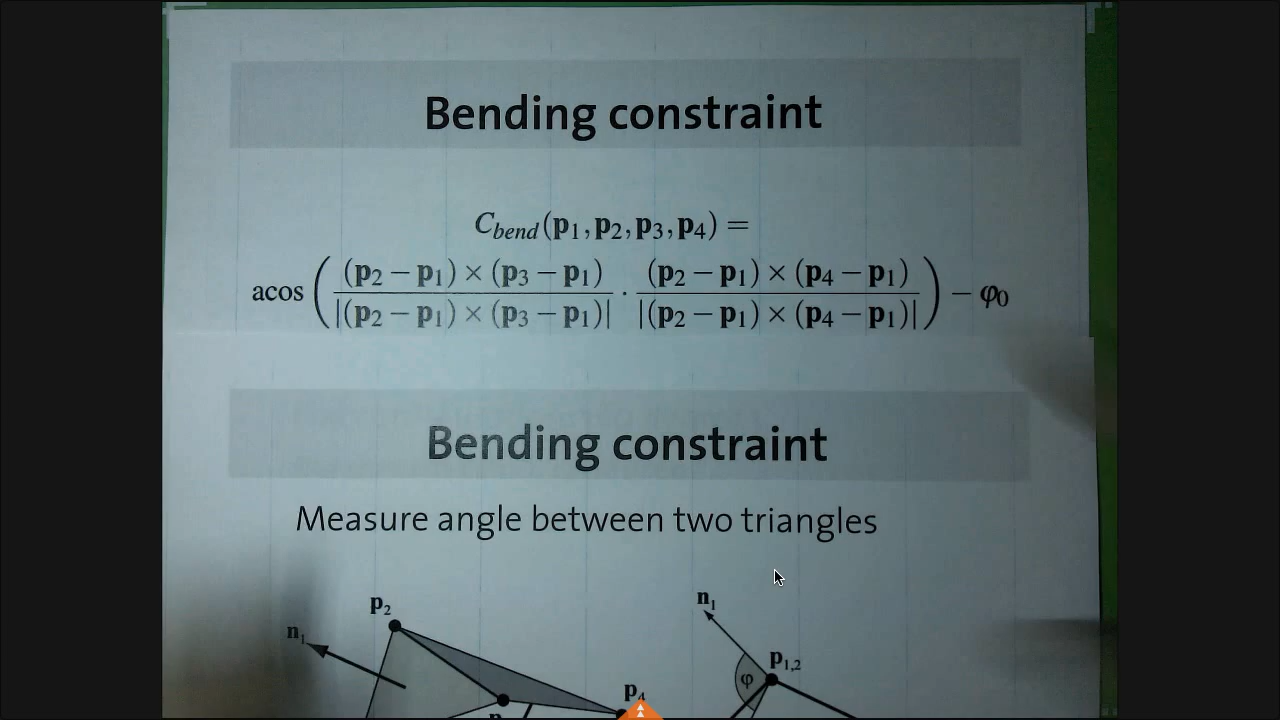 Bending constraint
C_bend(p₁, p₂, p₃, p₄) =
acos ( (p₂ − p₁) × (p₃ − p₁) / |(p₂ − p₁) × (p₃ − p₁)| · (p₂ − p₁) × (p₄ − p₁) / |(p₂ − p₁) × (p₄ − p₁)| ) − φ₀
Bending constraint
Measure angle between two triangles
p₂
n₁
p₄
n₁
p₁,₂
φ